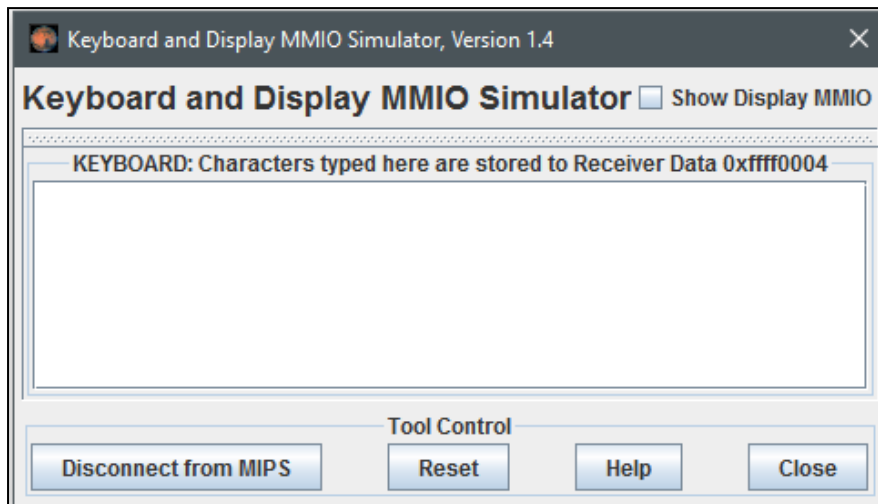 Keyboard and Display MMIO Simulator, Version 1.4
Keyboard and Display MMIO Simulator Show Display MMIO
KEYBOARD: Characters typed here are stored to Receiver Data 0xffff0004
Tool Control
Disconnect from MIPS Reset Help Close